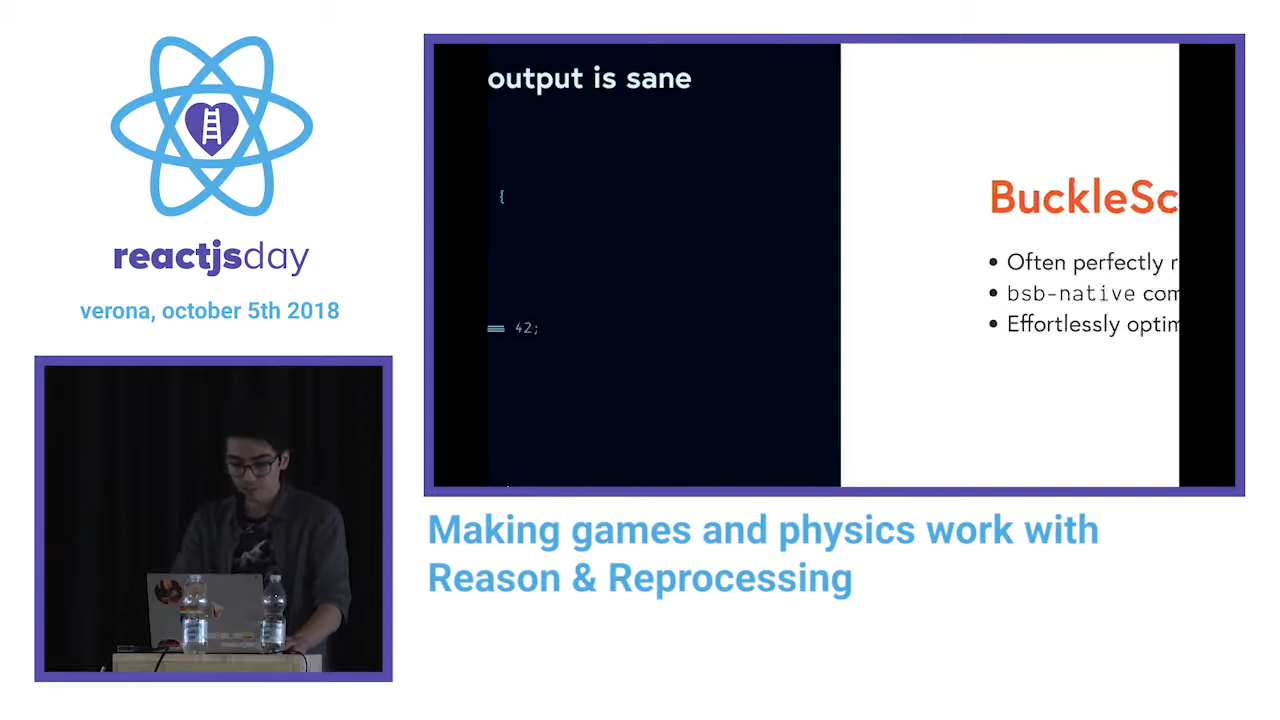 reactjsday
verona, october 5th 2018
output is sane
{
=== 42;
BuckleSc
• Often perfectly r
• bsb-native com
• Effortlessly optim
Making games and physics work with
Reason & Reprocessing